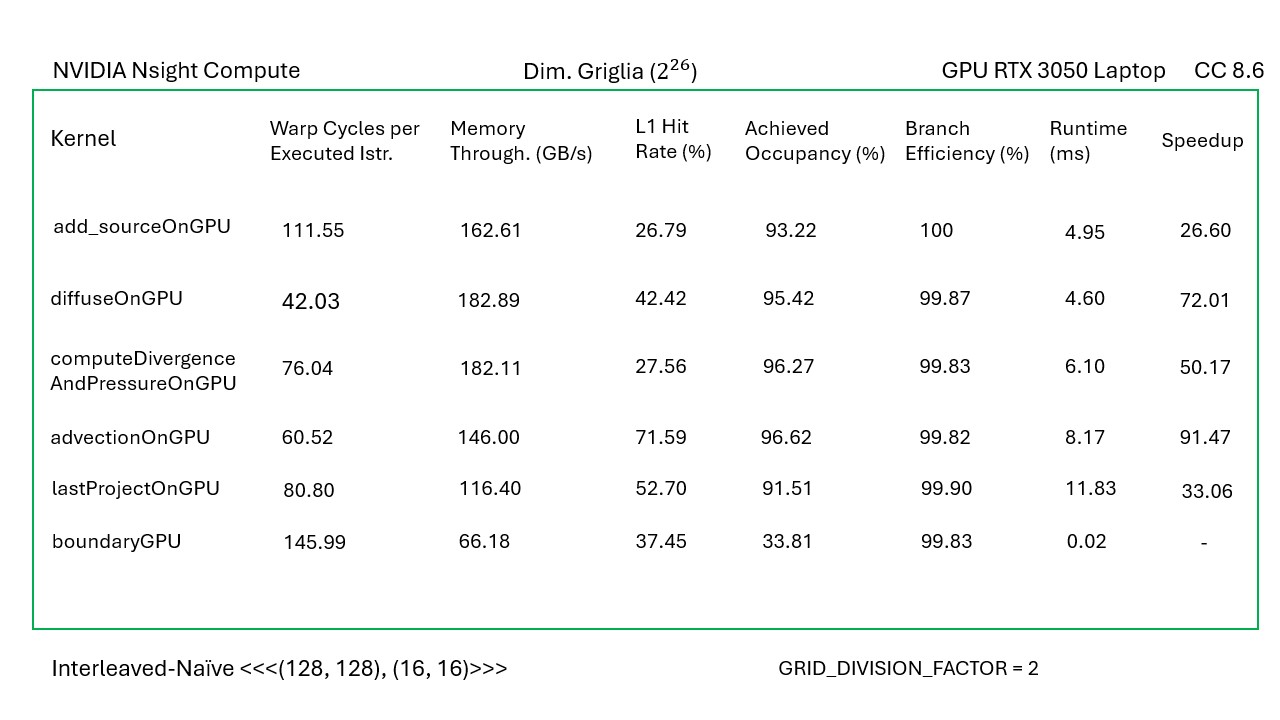 NVIDIA Nsight Compute Dim. Griglia (2²⁶) GPU RTX 3050 Laptop CC 8.6
Kernel
Warp Cycles per
Executed Istr.
Memory
Through. (GB/s)
L1 Hit
Rate (%)
Achieved
Occupancy (%)
Branch
Efficiency (%)
Runtime
(ms)
Speedup
add_sourceOnGPU 111.55 162.61 26.79 93.22 100 4.95 26.60
diffuseOnGPU 42.03 182.89 42.42 95.42 99.87 4.60 72.01
computeDivergence
AndPressureOnGPU 76.04 182.11 27.56 96.27 99.83 6.10 50.17
advectionOnGPU 60.52 146.00 71.59 96.62 99.82 8.17 91.47
lastProjectOnGPU 80.80 116.40 52.70 91.51 99.90 11.83 33.06
boundaryGPU 145.99 66.18 37.45 33.81 99.83 0.02 -
Interleaved-Naïve <<<(128, 128), (16, 16)>>> GRID_DIVISION_FACTOR = 2